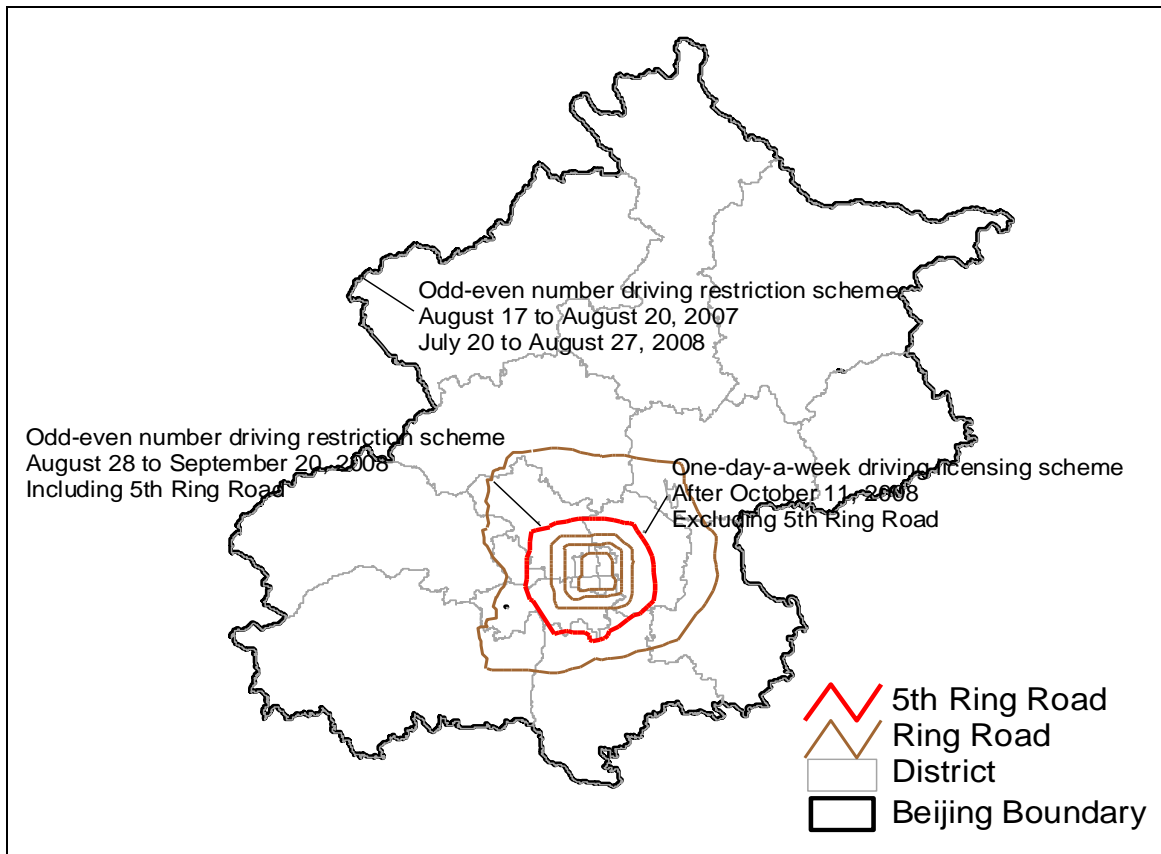 Odd-even number driving restriction scheme
August 17 to August 20, 2007
July 20 to August 27, 2008
Odd-even number driving restriction scheme
August 28 to September 20, 2008
Including 5th Ring Road
One-day-a-week driving licensing scheme
After October 11, 2008
Excluding 5th Ring Road
5th Ring Road
Ring Road
District
Beijing Boundary